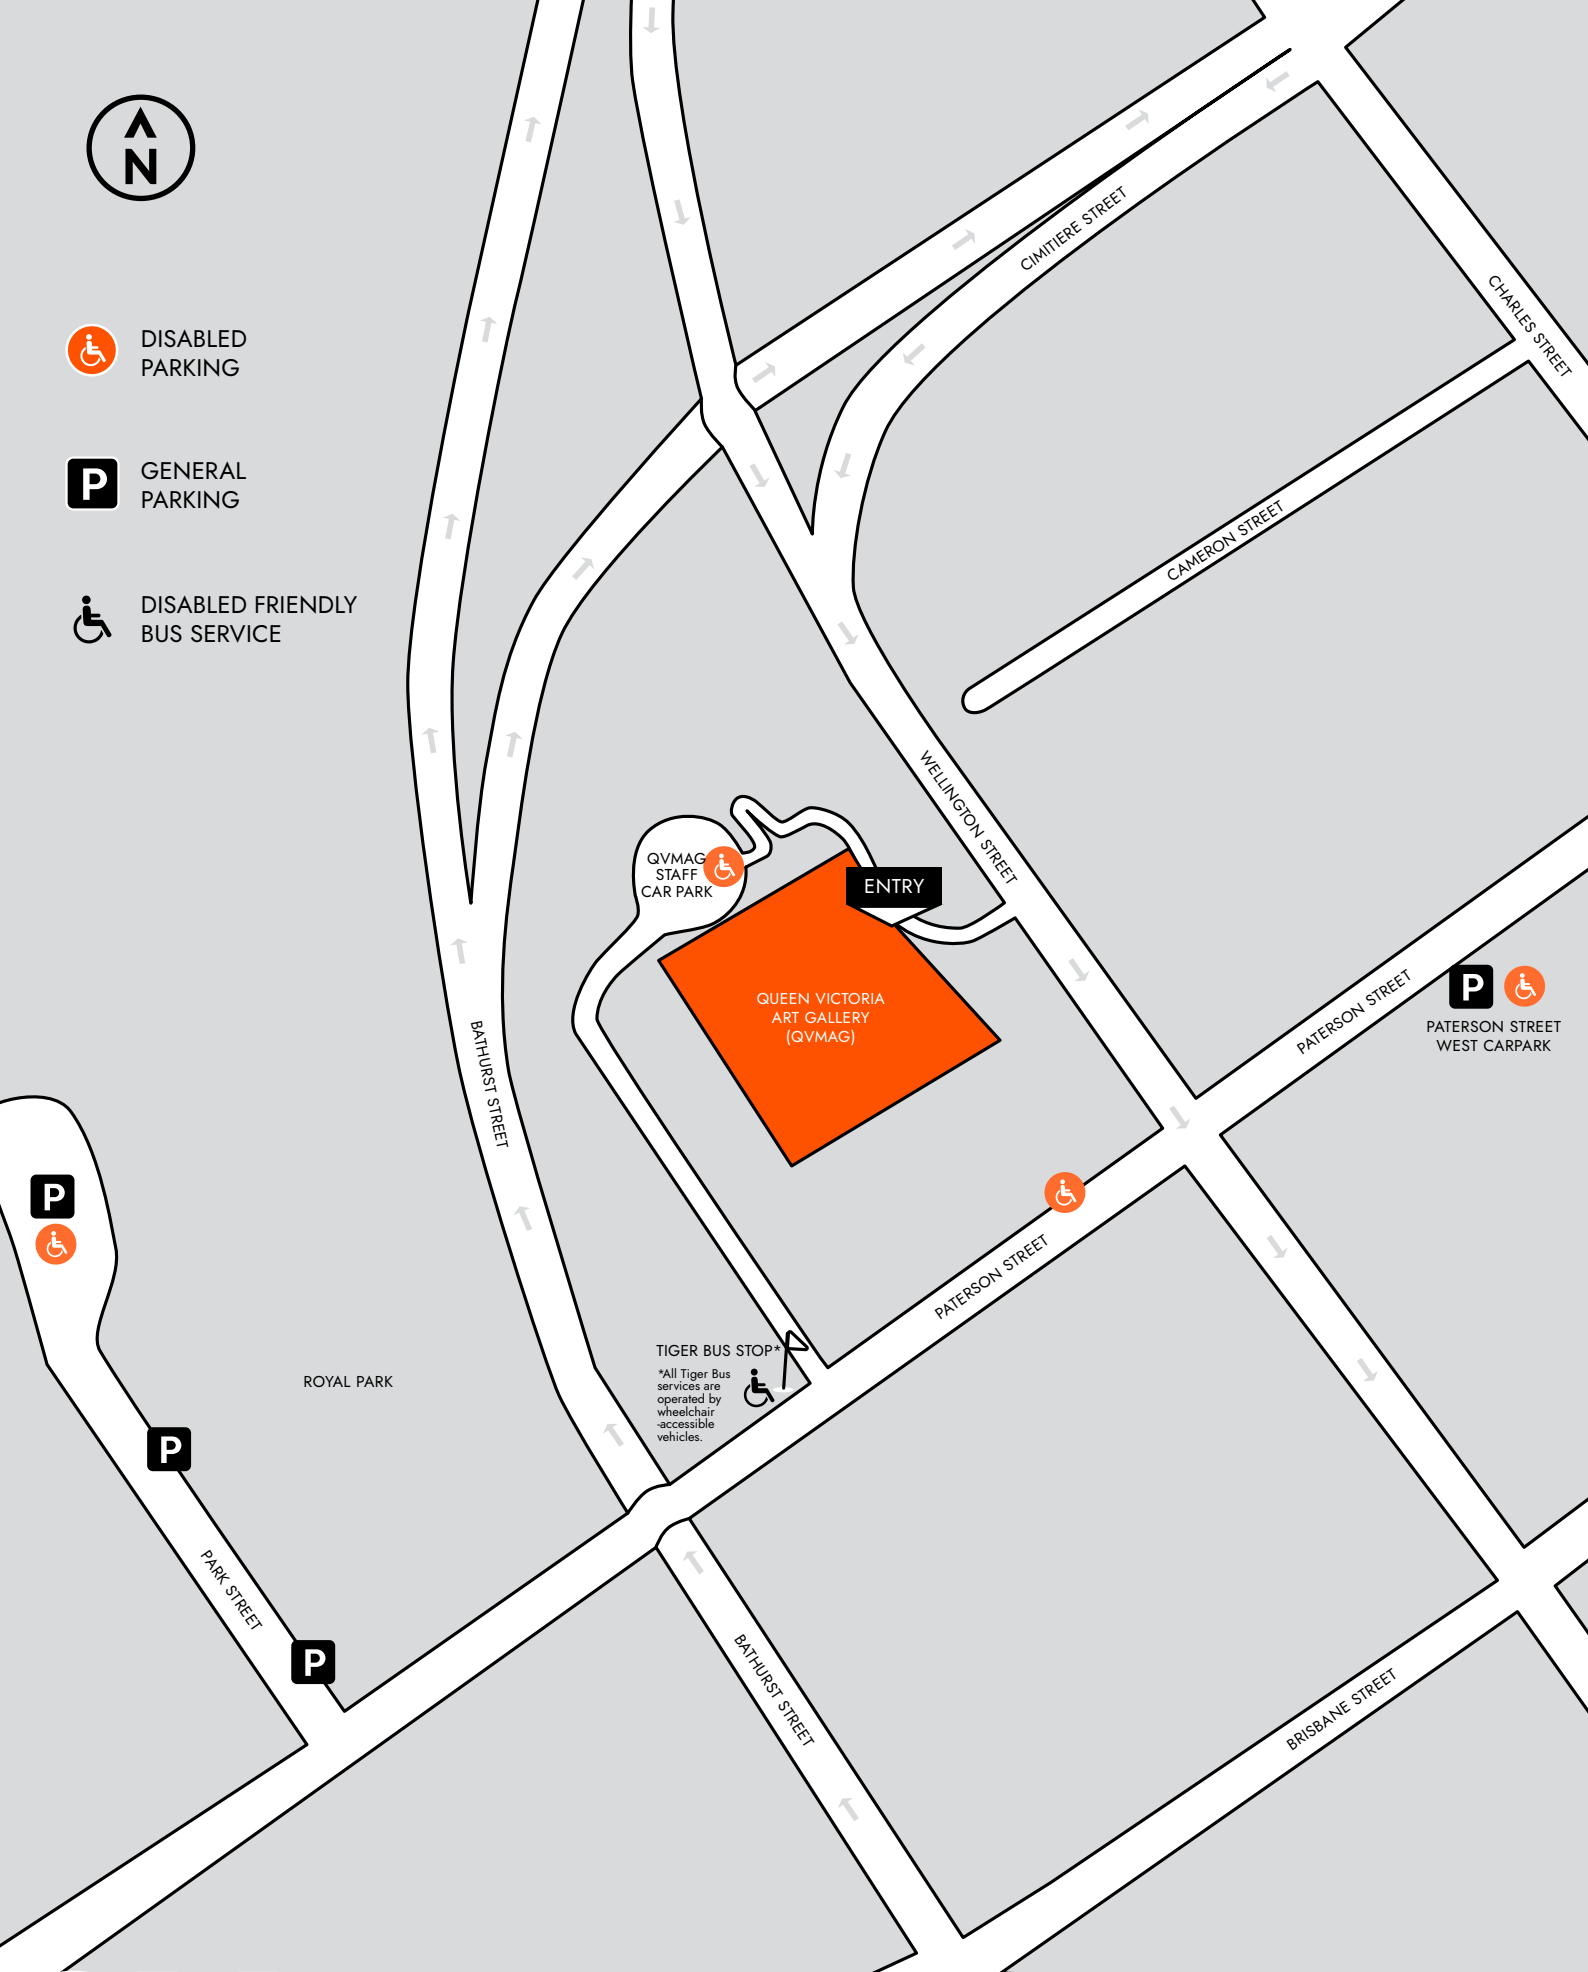 N
DISABLED
PARKING
P
GENERAL
PARKING
DISABLED FRIENDLY
BUS SERVICE
CIMITIERE STREET
CHARLES STREET
CAMERON STREET
WELLINGTON STREET
QVMAG
STAFF
CAR PARK
ENTRY
QUEEN VICTORIA
ART GALLERY
(QVMAG)
PATERSON STREET
P
PATERSON STREET
WEST CARPARK
BATHURST STREET
P
PATERSON STREET
TIGER BUS STOP*
*All Tiger Bus
services are
operated by
wheelchair
-accessible
vehicles.
ROYAL PARK
P
PARK STREET
P
BATHURST STREET
BRISBANE STREET